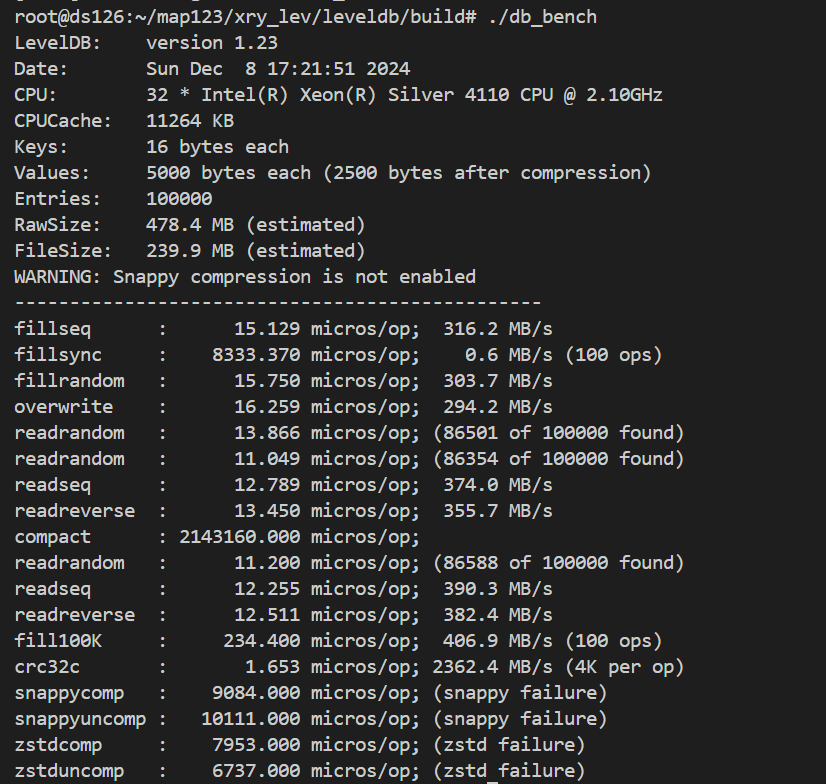 root@ds126:~/map123/xry_lev/leveldb/build# ./db_bench
LevelDB:    version 1.23
Date:       Sun Dec  8 17:21:51 2024
CPU:        32 * Intel(R) Xeon(R) Silver 4110 CPU @ 2.10GHz
CPUCache:   11264 KB
Keys:       16 bytes each
Values:     5000 bytes each (2500 bytes after compression)
Entries:    100000
RawSize:    478.4 MB (estimated)
FileSize:   239.9 MB (estimated)
WARNING: Snappy compression is not enabled
------------------------------------------------
fillseq      :      15.129 micros/op;  316.2 MB/s
fillsync     :    8333.370 micros/op;    0.6 MB/s (100 ops)
fillrandom   :      15.750 micros/op;  303.7 MB/s
overwrite    :      16.259 micros/op;  294.2 MB/s
readrandom   :      13.866 micros/op; (86501 of 100000 found)
readrandom   :      11.049 micros/op; (86354 of 100000 found)
readseq      :      12.789 micros/op;  374.0 MB/s
readreverse  :      13.450 micros/op;  355.7 MB/s
compact      : 2143160.000 micros/op;
readrandom   :      11.200 micros/op; (86588 of 100000 found)
readseq      :      12.255 micros/op;  390.3 MB/s
readreverse  :      12.511 micros/op;  382.4 MB/s
fill100K     :     234.400 micros/op;  406.9 MB/s (100 ops)
crc32c       :       1.653 micros/op; 2362.4 MB/s (4K per op)
snappycomp   :    9084.000 micros/op; (snappy failure)
snappyuncomp :   10111.000 micros/op; (snappy failure)
zstdcomp     :    7953.000 micros/op; (zstd failure)
zstduncomp   :    6737.000 micros/op; (zstd failure)